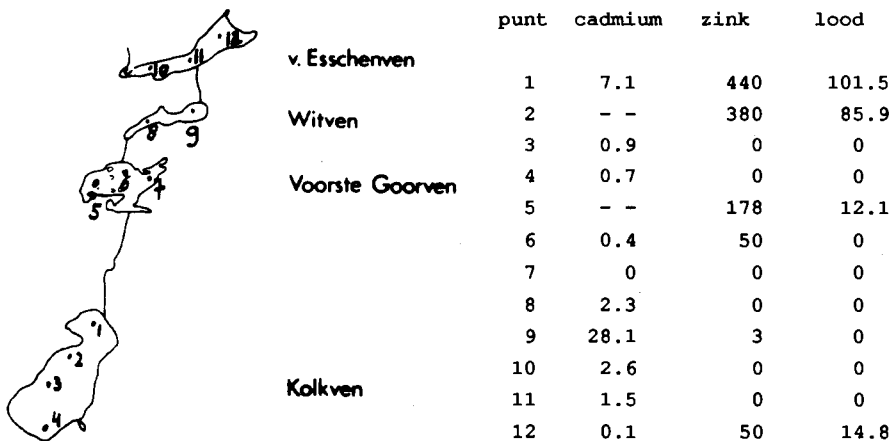 punt cadmium zink lood
v. Esschenven
1 7.1 440 101.5
2 -- 380 85.9
3 0.9 0 0
4 0.7 0 0
5 -- 178 12.1
6 0.4 50 0
7 0 0 0
8 2.3 0 0
9 28.1 3 0
10 2.6 0 0
11 1.5 0 0
12 0.1 50 14.8
Witven
Voorste Goorven
Kolkven
12
11
10
8
9
6
7
5
1
2
3
4